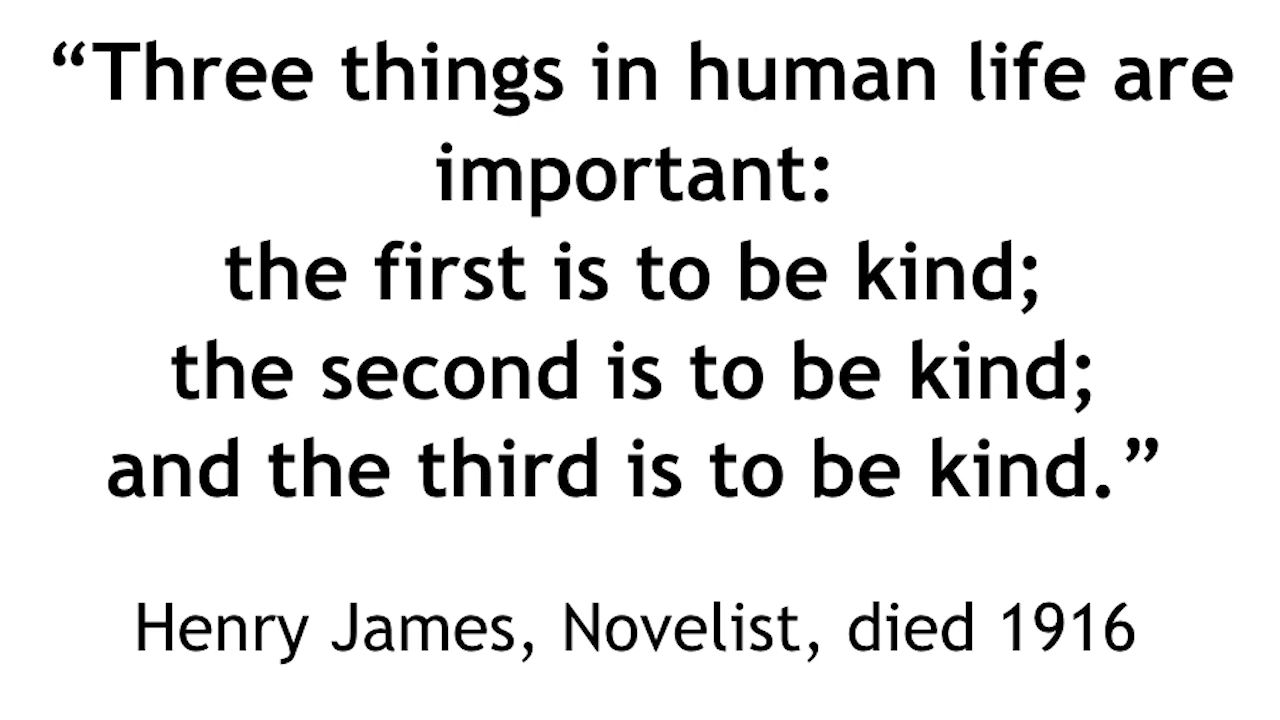 “Three things in human life are
important:
the first is to be kind;
the second is to be kind;
and the third is to be kind.”
Henry James, Novelist, died 1916